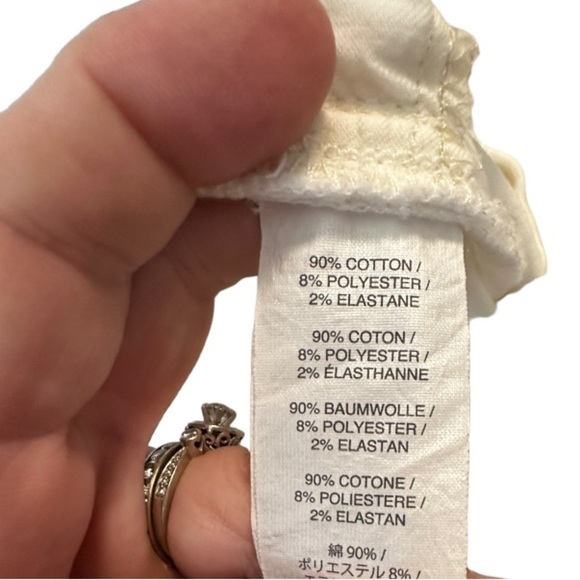 90% COTTON /
8% POLYESTER /
2% ELASTANE
90% COTON /
8% POLYESTER /
2% ÉLASTHANNE
90% BAUMWOLLE /
8% POLYESTER /
2% ELASTAN
90% COTONE /
8% POLIESTERE /
2% ELASTAN
綿 90% /
ポリエステル 8% /